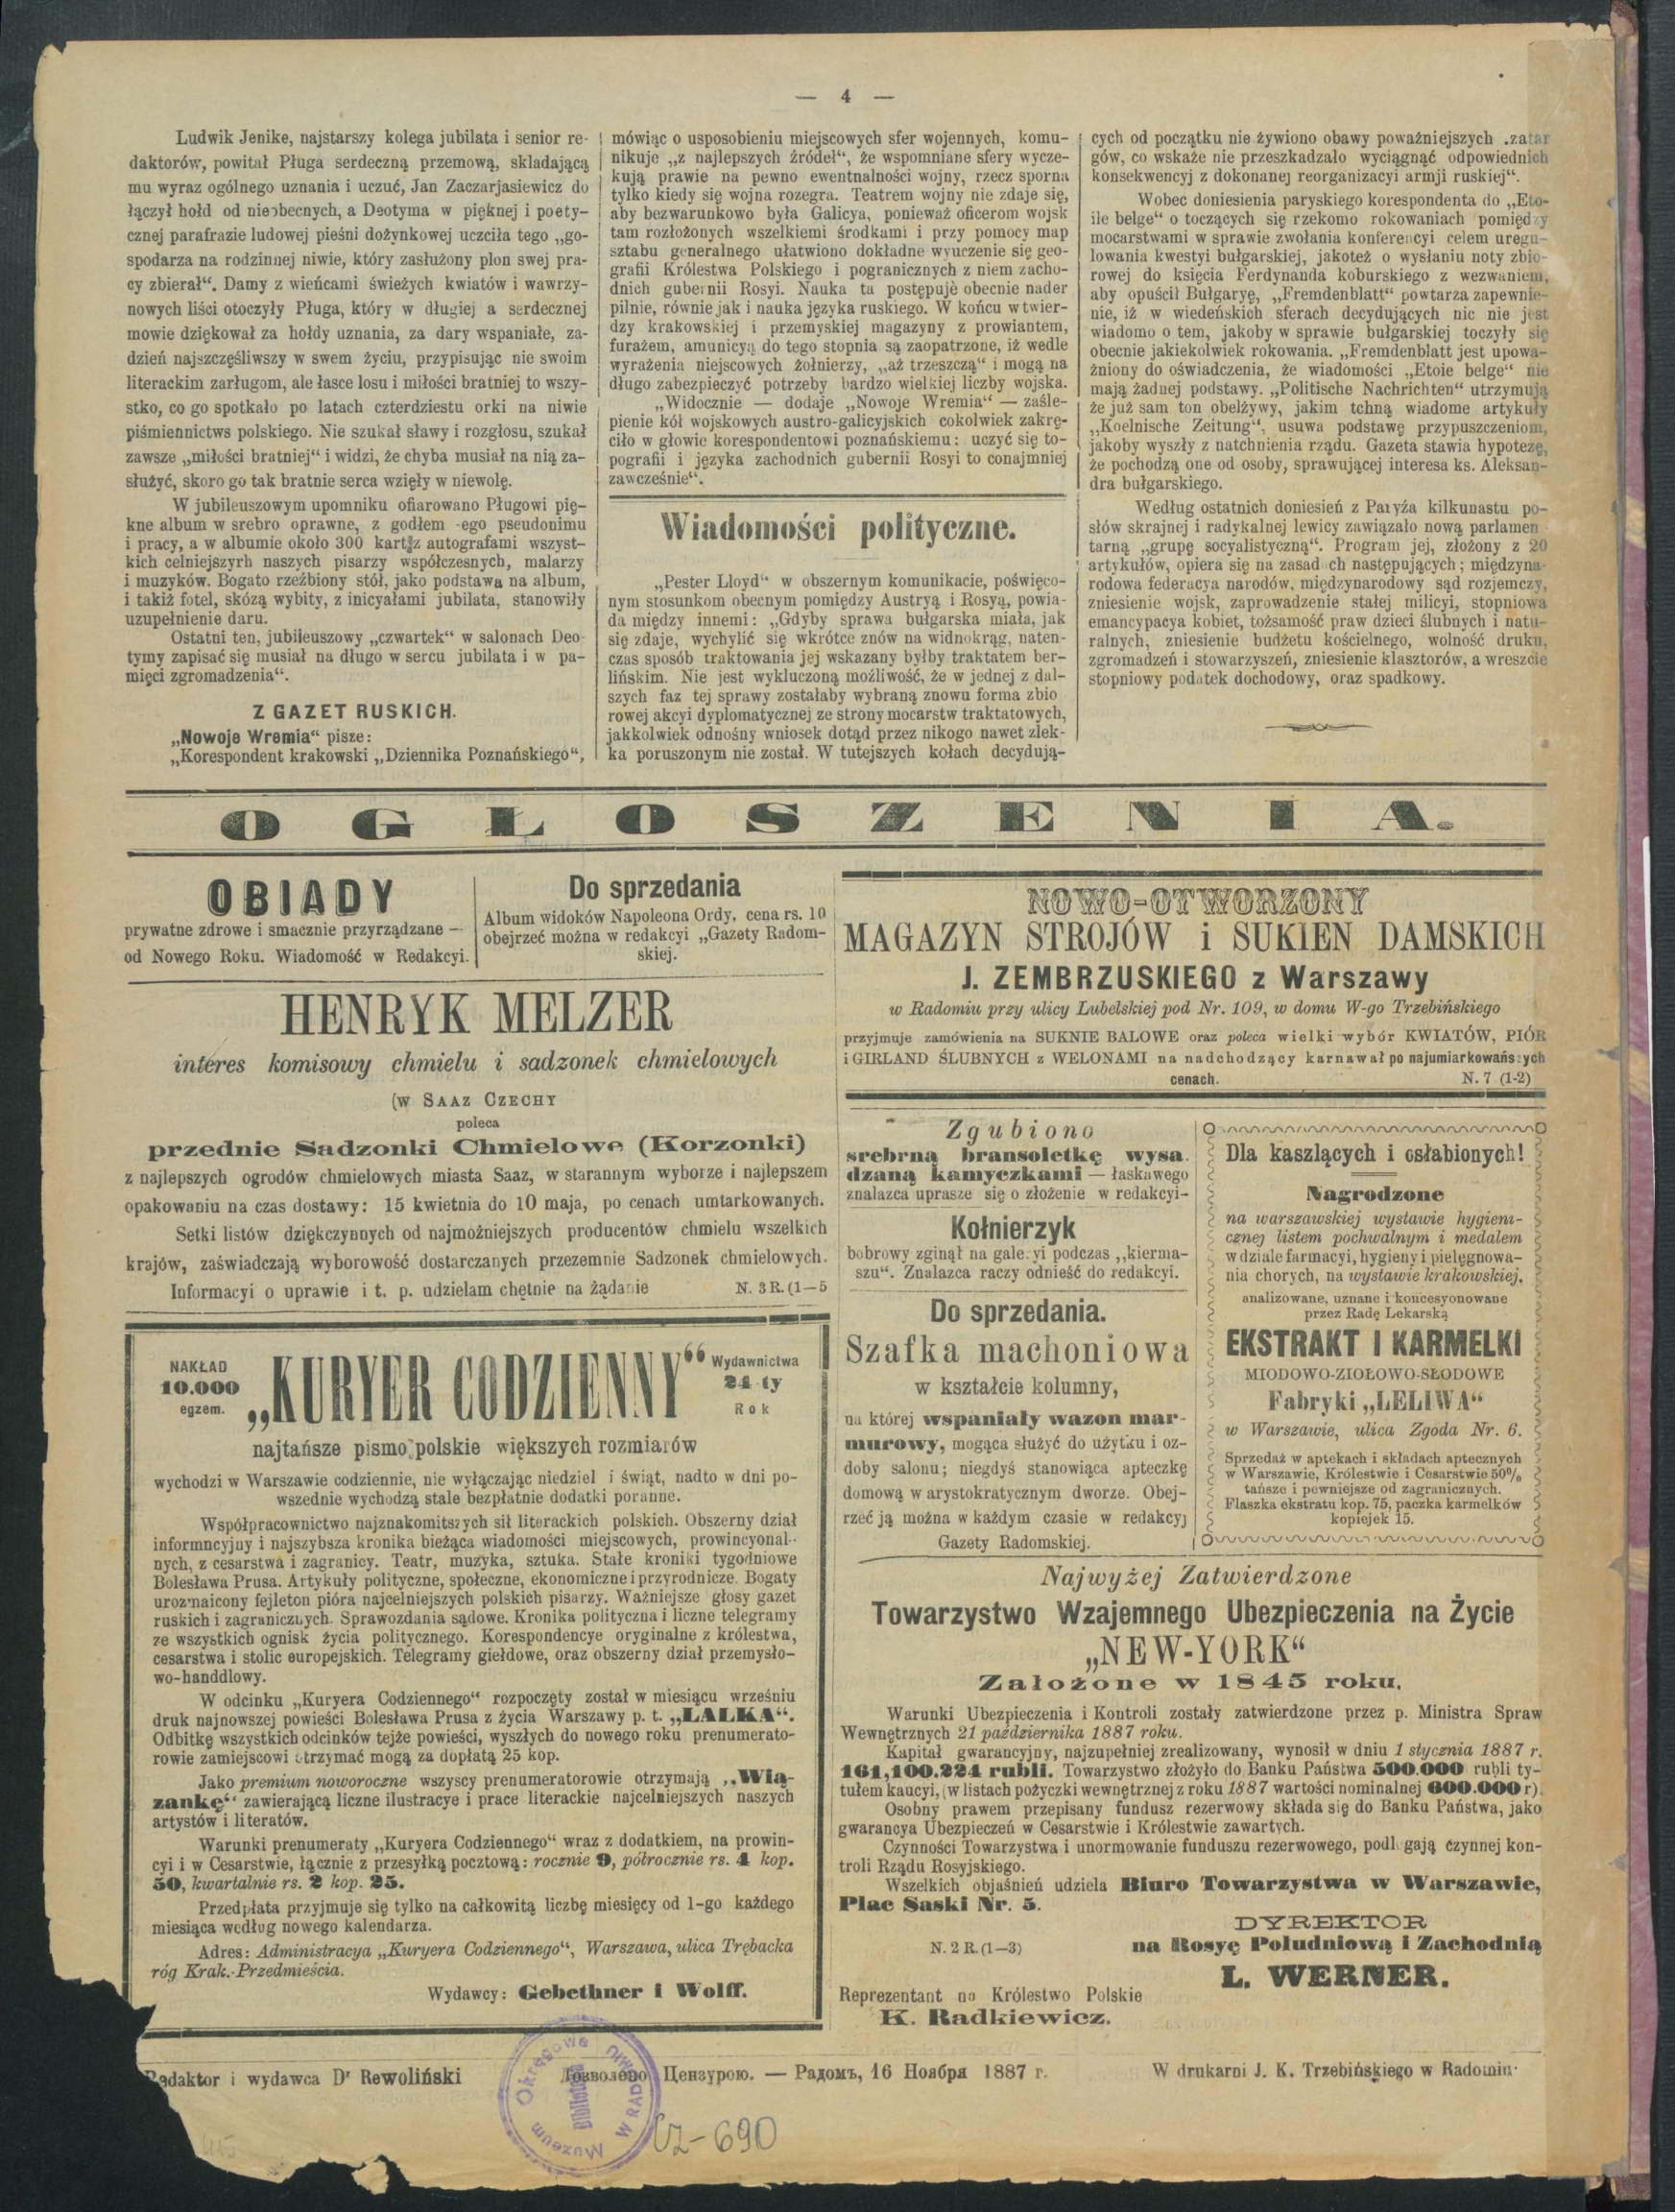 — 4 —
Ludwik Jenike, najstarszy kolega jubilata i senior re-
daktorów, powitał Pługa serdeczną przemową, składającą
mu wyraz ogólnego uznania i uczuć, Jan Zaczarjasiewicz do
łączył hołd od nieobecnych, a Deotyma w pięknej i poety-
cznej parafrazie ludowej pieśni dożynkowej uczciła tego „go-
spodarza na rodzinnej niwie, który zasłużony plon swej pra-
cy zbierał“. Damy z wieńcami świeżych kwiatów i wawrzy-
nowych liści otoczyły Pługa, który w długiej a serdecznej
mowie dziękował za hołdy uznania, za dary wspaniałe, za-
dzień najszczęśliwszy w swem życiu, przypisując nie swoim
literackim zarługom, ale łasce losu i miłości bratniej to wszy-
stko, co go spotkało po latach czterdziestu orki na niwie
piśmiennictws polskiego. Nie szukał sławy i rozgłosu, szukał
zawsze „miłości bratniej“ i widzi, że chyba musiał na nią za-
służyć, skoro go tak bratnie serca wzięły w niewolę.
W jubileuszowym upomniku ofiarowano Pługowi pię-
kne album w srebro oprawne, z godłem -ego pseudonimu
i pracy, a w albumie około 300 kart z autografami wszyst-
kich celniejszyrh naszych pisarzy współczesnych, malarzy
i muzyków. Bogato rzeźbiony stół, jako podstawa na album,
i takiż fotel, skózą wybity, z inicyałami jubilata, stanowiły
uzupełnienie daru.
Ostatni ten, jubileuszowy „czwartek“ w salonach Deo-
tymy zapisać się musiał na długo w sercu jubilata i w pa-
mięci zgromadzenia“.
Z GAZET RUSKICH.
„Nowoje Wremia“ pisze:
„Korespondent krakowski „Dziennika Poznańskiego“,
mówiąc o usposobieniu miejscowych sfer wojennych, komu-
nikuje „z najlepszych źródel“, że wspomniane sfery wycze-
kują prawie na pewno ewentnalności wojny, rzecz sporna
tylko kiedy się wojna rozegra. Teatrem wojny nie zdaje się,
aby bezwarunkowo była Galicya, ponieważ oficerom wojsk
tam rozłożonych wszelkiemi środkami i przy pomocy map
sztabu generalnego ułatwiono dokładne wyuczenie się geo-
grafii Królestwa Polskiego i pogranicznych z niem zacho-
dnich gubernii Rosyi. Nauka ta postępuje obecnie nader
pilnie, równie jak i nauka języka ruskiego. W końcu w twier-
dzy krakowskiej i przemyskiej magazyny z prowiantem,
furażem, amunicyą do tego stopnia są zaopatrzone, iż wedle
wyrażenia niejscowych żołnierzy, „aż trzeszczą“ i mogą na
długo zabezpieczyć potrzeby bardzo wielkiej liczby wojska.
„Widocznie — dodaje „Nowoje Wremia“ — zaśle-
pienie kół wojskowych austro-galicyjskich cokolwiek zakrę-
ciło w głowie korespondentowi poznańskiemu: uczyć się to-
pografii i języka zachodnich gubernii Rosyi to conajmniej
zawcześnie“.
Wiadomości polityczne.
„Pester Lloyd“ w obszernym komunikacie, poświęco-
nym stosunkom obecnym pomiędzy Austryą i Rosyą, powia-
da między innemi: „Gdyby sprawa bułgarska miała, jak
się zdaje, wychylić się wkrótce znów na widnokrąg, naten-
czas sposób traktowania jej wskazany byłby traktatem ber-
lińskim. Nie jest wykluczoną możliwość, że w jednej z dal-
szych faz tej sprawy zostałaby wybraną znowu forma zbio
rowej akcyi dyplomatycznej ze strony mocarstw traktatowych,
jakkolwiek odnośny wniosek dotąd przez nikogo nawet zlek-
ka poruszonym nie został. W tutejszych kołach decydują-
cych od początku nie żywiono obawy poważniejszych .zatar
gów, co wskaże nie przeszkadzało wyciągnąć odpowiednich
konsekwencyj z dokonanej reorganizacyi armji ruskiej“.
Wobec doniesienia paryskiego korespondenta do „Eto-
ile belge“ o toczących się rzekomo rokowaniach pomiędzy
mocarstwami w sprawie zwołania konferencyi celem uregu-
lowania kwestyi bułgarskiej, jakoteż o wysłaniu noty zbio-
rowej do księcia Ferdynanda koburskiego z wezwaniem,
aby opuścił Bułgaryę, „Fremdenblatt“ powtarza zapewnie-
nie, iż w wiedeńskich sferach decydujących nic nie jest
wiadomo o tem, jakoby w sprawie bułgarskiej toczyły się
obecnie jakiekolwiek rokowania. „Fremdenblatt jest upowa-
żniony do oświadczenia, że wiadomości „Etoie belge“ nie
mają żadnej podstawy. „Politische Nachrichten“ utrzymują
że już sam ton obelżywy, jakim tchną wiadome artykuły
„Koelnische Zeitung“, usuwa podstawę przypuszczeniom,
jakoby wyszły z natchnienia rządu. Gazeta stawia hypotezę,
że pochodzą one od osoby, sprawującej interesa ks. Aleksan-
dra bułgarskiego.
Według ostatnich doniesień z Paryża kilkunastu po-
słów skrajnej i radykalnej lewicy zawiązało nową parlamen
tarną „grupę socyalistyczną“. Program jej, złożony z 20
artykułów, opiera się na zasadach następujących; międzyna-
rodowa federacya narodów, międzynarodowy sąd rozjemczy,
zniesienie wojsk, zaprowadzenie stałej milicyi, stopniowa
emancypacya kobiet, tożsamość praw dzieci ślubnych i natu-
ralnych, zniesienie budżetu kościelnego, wolność druku,
zgromadzeń i stowarzyszeń, zniesienie klasztorów, a wreszcie
stopniowy podatek dochodowy, oraz spadkowy.
OGŁOSZENIA.
OBIADY
prywatne zdrowe i smacznie przyrządzane —
od Nowego Roku. Wiadomość w Redakcyi.
Do sprzedania
Album widoków Napoleona Ordy, cena rs. 10
obejrzeć można w redakcyi „Gazety Radom-
skiej.
HENRYK MELZER
interes komisowy chmielu i sadzonek chmielowych
(w SAAZ CZECHY
poleca
przednie Sadzonki Chmielowe (Korzonki)
z najlepszych ogrodów chmielowych miasta Saaz, w starannym wyborze i najlepszem
opakowaniu na czas dostawy: 15 kwietnia do 10 maja, po cenach umtarkowanych.
Setki listów dziękczynnych od najmożniejszych producentów chmielu wszelkich
krajów, zaświadczają wyborowość dostarczanych przezemnie Sadzonek chmielowych.
Informacyi o uprawie i t. p. udzielam chętnie na żądanie N. 3 R. (1—5
NAKŁAD
10.000
egzem.
„KURYER CODZIENNY“
Wydawnictwa
24-ty
Rok
najtańsze pismo polskie większych rozmiarów
wychodzi w Warszawie codziennie, nie wyłączając niedziel i świąt, nadto w dni po-
wszednie wychodzą stale bezpłatnie dodatki poranne.
Współpracownictwo najznakomitszych sił literackich polskich. Obszerny dział
informncyjny i najszybsza kronika bieżąca wiadomości miejscowych, prowincyonal-
nych, z cesarstwa i zagranicy. Teatr, muzyka, sztuka. Stałe kroniki tygodniowe
Bolesława Prusa. Artykuły polityczne, społeczne, ekonomiczne i przyrodnicze. Bogaty
urozmaicony fejleton pióra najcelniejszych polskich pisarzy. Ważniejsze głosy gazet
ruskich i zagranicznych. Sprawozdania sądowe. Kronika polityczna i liczne telegramy
ze wszystkich ognisk życia politycznego. Korespondencye oryginalne z królestwa,
cesarstwa i stolic europejskich. Telegramy giełdowe, oraz obszerny dział przemysło-
wo-handdlowy.
W odcinku „Kuryera Codziennego“ rozpoczęty został w miesiącu wrześniu
druk najnowszej powieści Bolesława Prusa z życia Warszawy p. t. „LALKA“.
Odbitkę wszystkich odcinków tejże powieści, wyszłych do nowego roku prenumerato-
rowie zamiejscowi otrzymać mogą za dopłatą 25 kop.
Jako premium noworoczne wszyscy prenumeratorowie otrzymają „Wią-
zankę“ zawierającą liczne ilustracye i prace literackie najcelniejszych naszych
artystów i literatów.
Warunki prenumeraty „Kuryera Codziennego“ wraz z dodatkiem, na prowin-
cyi i w Cesarstwie, łącznie z przesyłką pocztową: rocznie 9, półrocznie rs. 4 kop.
50, kwartalnie rs. 2 kop. 25.
Przedpłata przyjmuje się tylko na całkowitą liczbę miesięcy od 1-go każdego
miesiąca według nowego kalendarza.
Adres: Administracya „Kuryera Codziennego“, Warszawa, ulica Trębacka
róg Krak.-Przedmieścia.
Wydawcy: Gebethner i Wolff.
NOWO-OTWORZONY
MAGAZYN STROJÓW i SUKIEN DAMSKICH
J. ZEMBRZUSKIEGO z Warszawy
w Radomiu przy ulicy Lubelskiej pod Nr. 109, w domu W-go Trzebińskiego
przyjmuje zamówienia na SUKNIE BALOWE oraz poleca wielki wybór KWIATÓW, PIÓR
i GIRLAND ŚLUBNYCH z WELONAMI na nadchodzący karnawał po najumiarkowańszych
cenach. N. 7 (1-2)
Zgubiono
srebrną bransoletkę wysa.
dzaną kamyczkami — łaskawego
znalazca uprasze się o złożenie w redakcyi-
Kołnierzyk
bobrowy zginął na galeryi podczas „kierma-
szu“. Znalazca raczy odnieść do redakcyi.
Do sprzedania.
Szafka machoniowa
w kształcie kolumny,
na której wspaniały wazon mar-
murowy, mogąca służyć do użytku i oz-
doby salonu; niegdyś stanowiąca apteczkę
domową w arystokratycznym dworze. Obej-
rzeć ją można w każdym czasie w redakcyj
Gazety Radomskiej.
Dla kaszlących i osłabionych!
Nagrodzone
na warszawskiej wystawie hygieni-
cznej listem pochwalnym i medalem
w dziale farmacyi, hygieny i pielęgnowa-
nia chorych, na wystawie krakowskiej.
analizowane, uznane i koncesyonowane
przez Radę Lekarską
EKSTRAKT I KARMELKI
MIODOWO-ZIOŁOWO-SŁODOWE
Fabryki „LELIWA“
w Warszawie, ulica Zgoda Nr. 6.
Sprzedaż w aptekach i składach aptecznych
w Warszawie, Królestwie i Cesarstwie 50%
tańsze i pewniejsze od zagranicznych.
Flaszka ekstratu kop. 75, paczka karmelków
kopiejek 15.
Najwyżej Zatwierdzone
Towarzystwo Wzajemnego Ubezpieczenia na Życie
„NEW-YORK“
Założone w 1845 roku.
Warunki Ubezpieczenia i Kontroli zostały zatwierdzone przez p. Ministra Spraw
Wewnętrznych 21 października 1887 roku.
Kapitał gwarancyjny, najzupełniej zrealizowany, wynosił w dniu 1 stycznia 1887 r.
161,100.224 rubli. Towarzystwo złożyło do Banku Państwa 500.000 rubli ty-
tułem kaucyi, (w listach pożyczki wewnętrznej z roku 1887 wartości nominalnej 600.000 r).
Osobny prawem przepisany fundusz rezerwowy składa się do Banku Państwa, jako
gwarancya Ubezpieczeń w Cesarstwie i Królestwie zawartych.
Czynności Towarzystwa i unormowanie funduszu rezerwowego, podlegają czynnej kon-
troli Rządu Rosyjskiego.
Wszelkich objaśnień udziela Biuro Towarzystwa w Warszawie,
Plac Saski Nr. 5.
DYREKTOR
N. 2 R. (1—3) na Rosyę Południową i Zachodnią
L. WERNER.
Reprezentant na Królestwo Polskie
K. Radkiewicz.
Redaktor i wydawca Dr Rewoliński
Дозволено Цензурою. — Радомъ, 16 Ноября 1887 г.
W drukarni J. K. Trzebińskiego w Radomiu
Muzeum Okręgowe W RADOMIU
Biblioteka
Cz-690